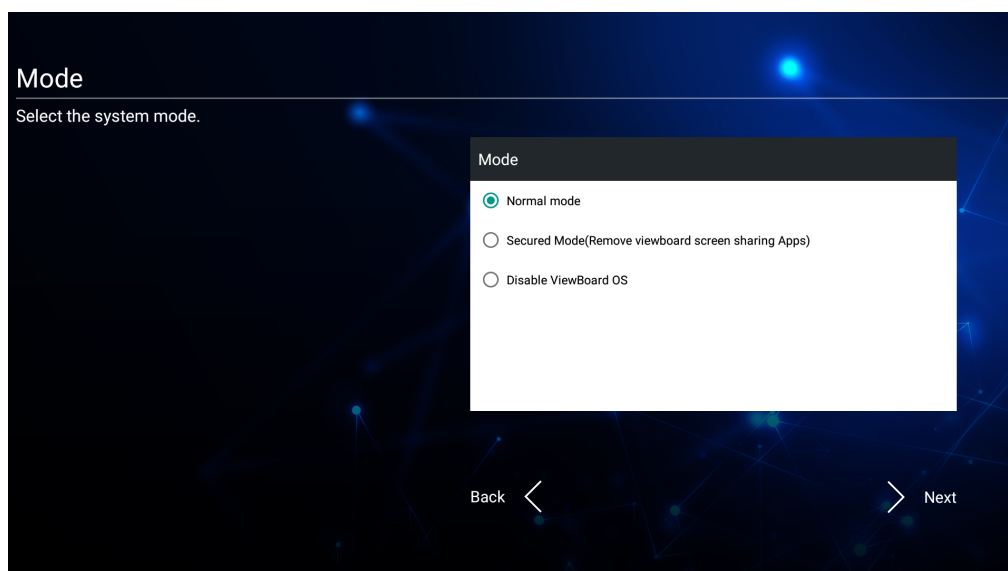 Mode
Select the system mode.
Mode
Normal mode
Secured Mode(Remove viewboard screen sharing Apps)
Disable ViewBoard OS
Back
Next